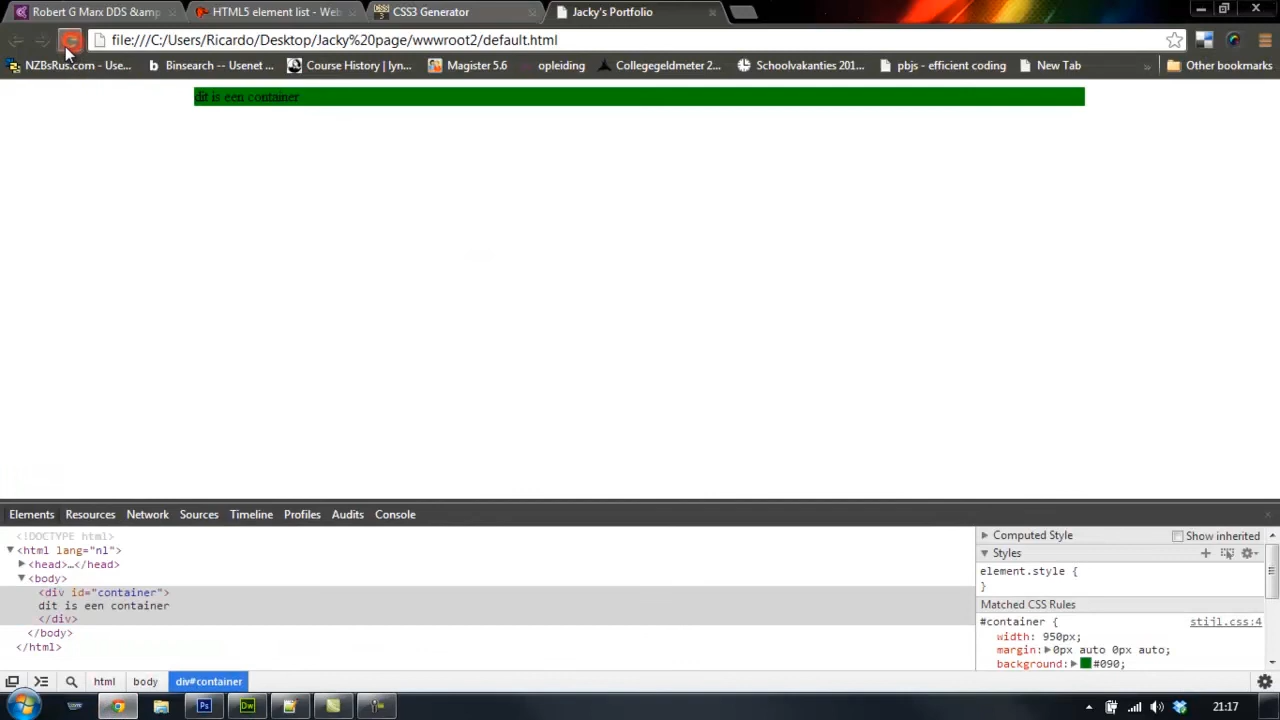 Robert G Marx DDS &amp
HTML5 element list - Web
CSS3 Generator
Jacky's Portfolio
file:///C:/Users/Ricardo/Desktop/Jacky%20page/wwwroot2/default.html
NZBsRus.com - Use...
Binsearch -- Usenet ...
Course History | lyn...
Magister 5.6
opleiding
Collegegeldmeter 2...
Schoolvakanties 201...
pbjs - efficient coding
New Tab
»
Other bookmarks
dit is een container
Elements
Resources
Network
Sources
Timeline
Profiles
Audits
Console
<!DOCTYPE html>
<html lang="nl">
<head>…</head>
<body>
<div id="container">
dit is een container
</div>
</body>
</html>
Computed Style
Show inherited
Styles
element.style {
}
Matched CSS Rules
#container {
stijl.css:4
width: 950px;
margin: 0px auto 0px auto;
background: #090;
html
body
div#container
Ps
Dw
21:17